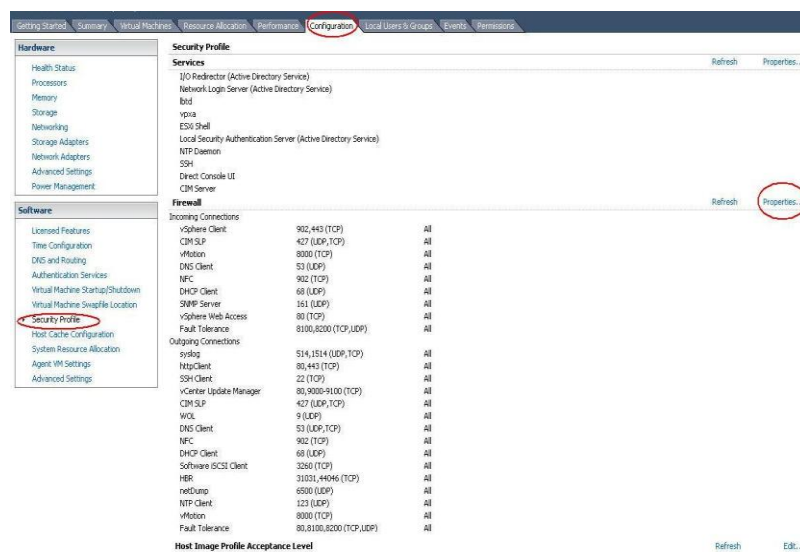 Getting Started Summary Virtual Machines Resource Allocation Performance Configuration Local Users & Groups Events Permissions
Hardware
Health Status
Processors
Memory
Storage
Networking
Storage Adapters
Network Adapters
Advanced Settings
Power Management
Software
Licensed Features
Time Configuration
DNS and Routing
Authentication Services
Virtual Machine Startup/Shutdown
Virtual Machine Swapfile Location
Security Profile
Host Cache Configuration
System Resource Allocation
Agent VM Settings
Advanced Settings
Security Profile
Services Refresh Properties...
I/O Redirector (Active Directory Service)
Network Login Server (Active Directory Service)
lbtd
vpxa
ESXi Shell
Local Security Authentication Server (Active Directory Service)
NTP Daemon
SSH
Direct Console UI
CIM Server
Firewall Refresh Properties...
Incoming Connections
vSphere Client 902,443 (TCP) All
CIM SLP 427 (UDP,TCP) All
vMotion 8000 (TCP) All
DNS Client 53 (UDP) All
NFC 902 (TCP) All
DHCP Client 68 (UDP) All
SNMP Server 161 (UDP) All
vSphere Web Access 80 (TCP) All
Fault Tolerance 8100,8200 (TCP,UDP) All
Outgoing Connections
syslog 514,1514 (UDP,TCP) All
httpClient 80,443 (TCP) All
SSH Client 22 (TCP) All
vCenter Update Manager 80,9000-9100 (TCP) All
CIM SLP 427 (UDP,TCP) All
WOL 9 (UDP) All
DNS Client 53 (UDP,TCP) All
NFC 902 (TCP) All
DHCP Client 68 (UDP) All
Software iSCSI Client 3260 (TCP) All
HBR 31031,44046 (TCP) All
netDump 6500 (UDP) All
NTP Client 123 (UDP) All
vMotion 8000 (TCP) All
Fault Tolerance 80,8100,8200 (TCP,UDP) All
Host Image Profile Acceptance Level Refresh Edit...